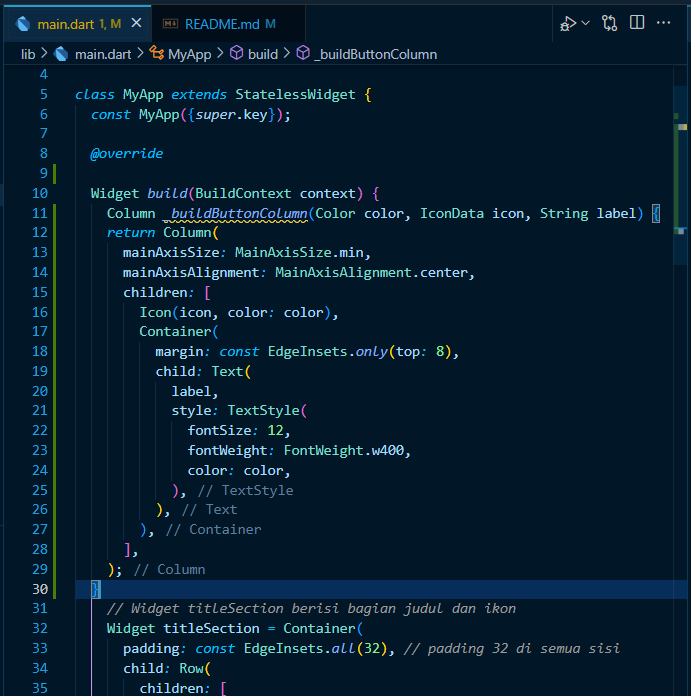 main.dart 1, M
README.md M
lib > main.dart > MyApp > build > _buildButtonColumn
4
5 class MyApp extends StatelessWidget {
6 const MyApp({super.key});
7
8 @override
9
10 Widget build(BuildContext context) {
11 Column _buildButtonColumn(Color color, IconData icon, String label) {
12 return Column(
13 mainAxisSize: MainAxisSize.min,
14 mainAxisAlignment: MainAxisAlignment.center,
15 children: [
16 Icon(icon, color: color),
17 Container(
18 margin: const EdgeInsets.only(top: 8),
19 child: Text(
20 label,
21 style: TextStyle(
22 fontSize: 12,
23 fontWeight: FontWeight.w400,
24 color: color,
25 ), // TextStyle
26 ), // Text
27 ), // Container
28 ],
29 ); // Column
30 }
31 // Widget titleSection berisi bagian judul dan ikon
32 Widget titleSection = Container(
33 padding: const EdgeInsets.all(32), // padding 32 di semua sisi
34 child: Row(
35 children: [